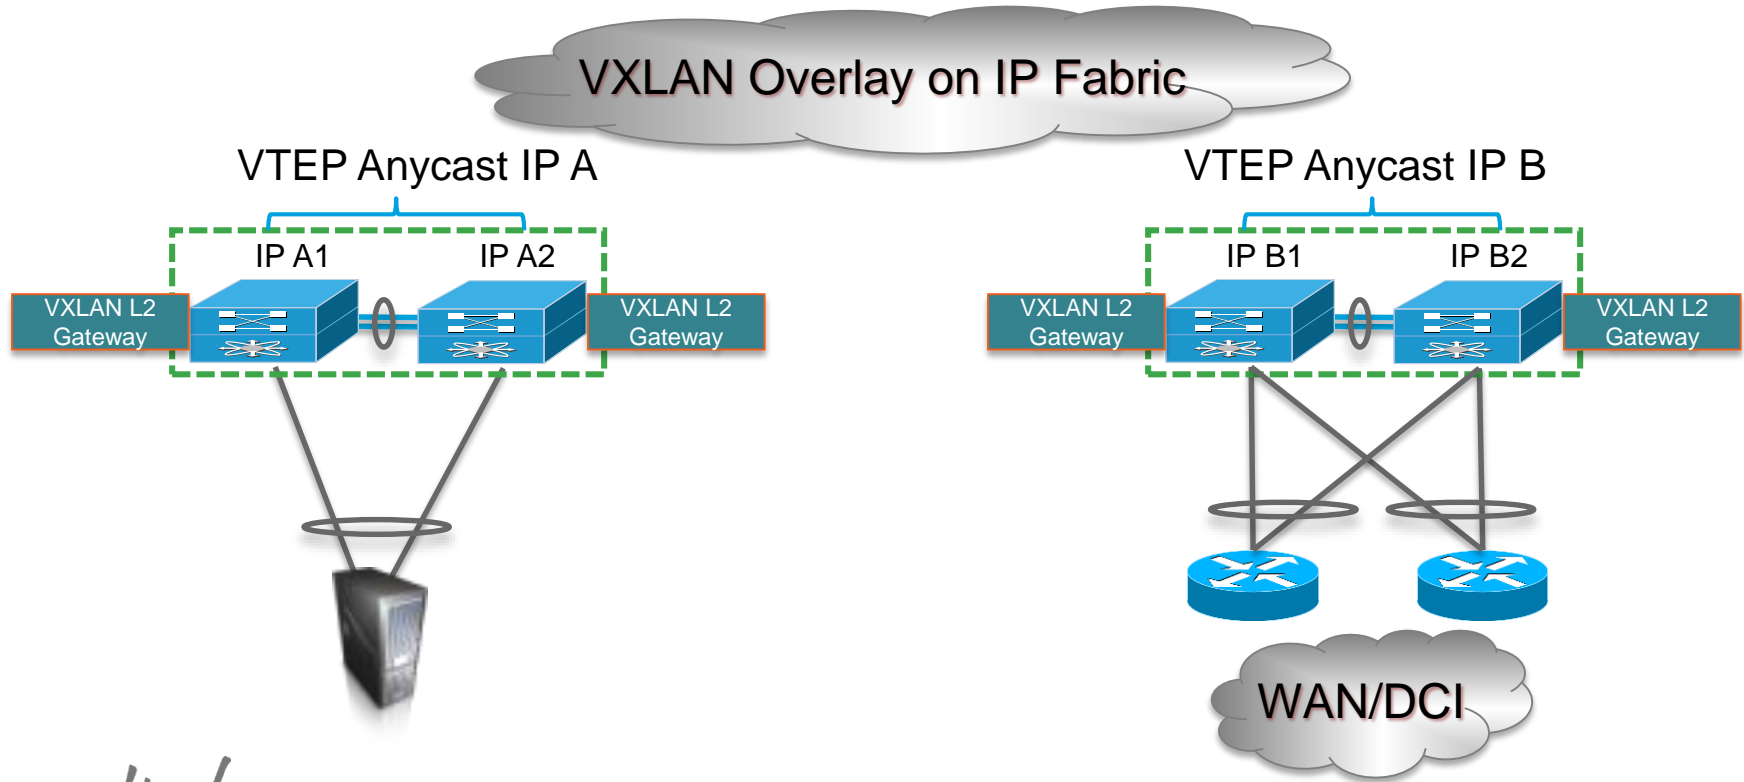 VXLAN Overlay on IP Fabric
VTEP Anycast IP A
VTEP Anycast IP B
IP A1
IP A2
IP B1
IP B2
VXLAN L2
Gateway
VXLAN L2
Gateway
VXLAN L2
Gateway
VXLAN L2
Gateway
WAN/DCI